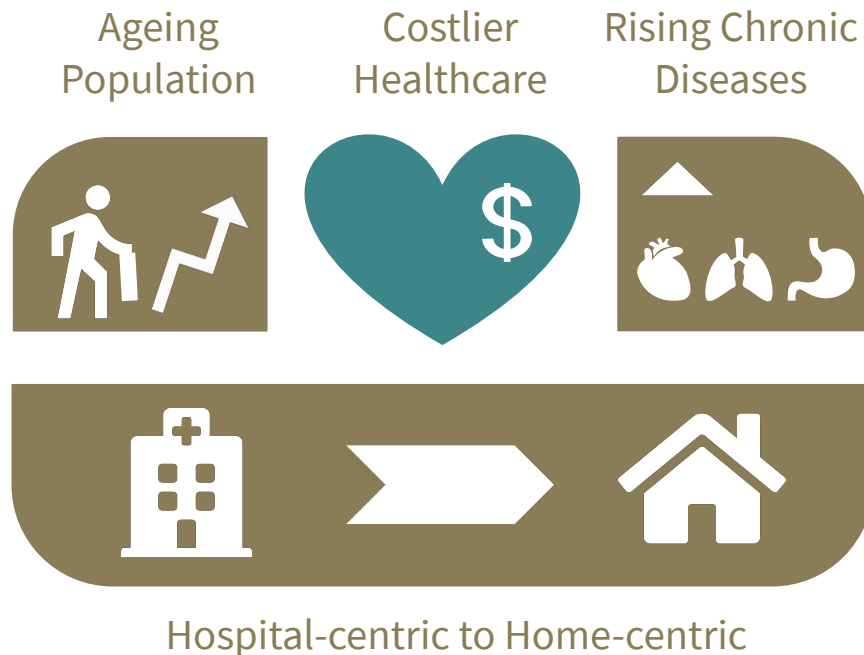 Ageing
Population
Costlier
Healthcare
Rising Chronic
Diseases
$
Hospital-centric to Home-centric